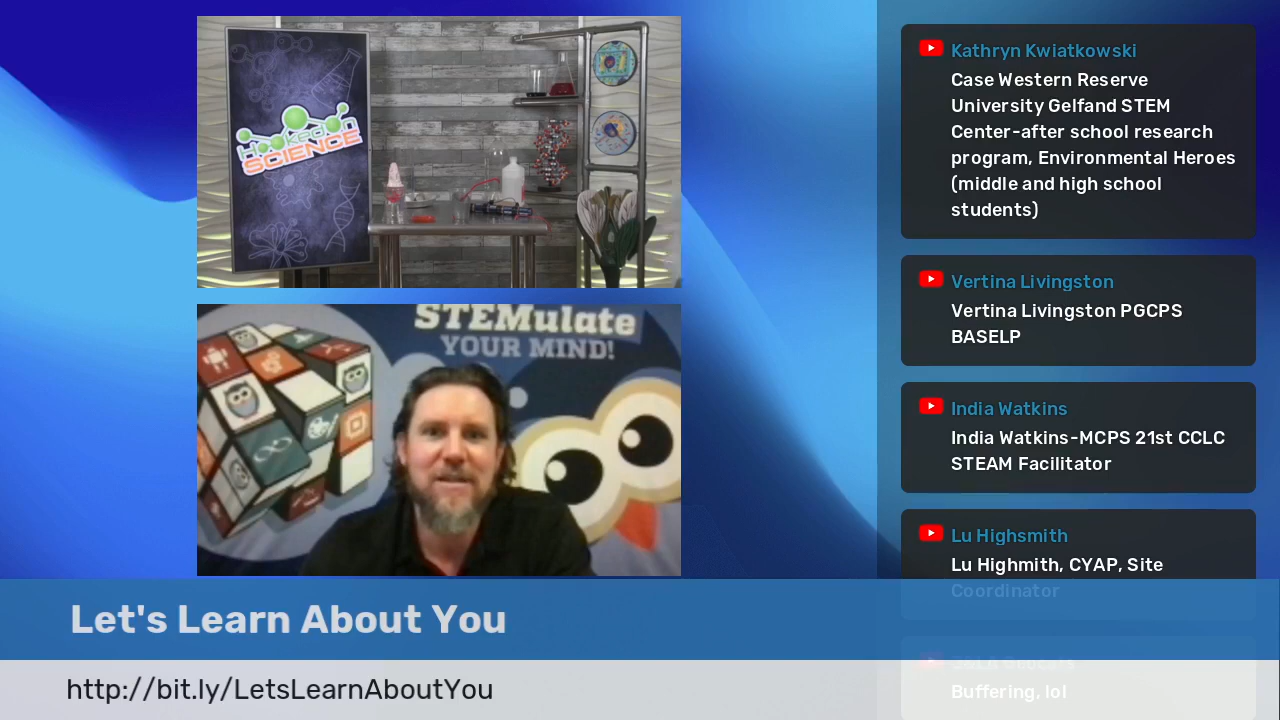 Hooked on
SCIENCE
STEMulate
YOUR MIND!
Let's Learn About You
http://bit.ly/LetsLearnAboutYou
Kathryn Kwiatkowski
Case Western Reserve
University Gelfand STEM
Center-after school research
program, Environmental Heroes
(middle and high school
students)
Vertina Livingston
Vertina Livingston PGCPS
BASELP
India Watkins
India Watkins-MCPS 21st CCLC
STEAM Facilitator
Lu Highsmith
Lu Highmith, CYAP, Site
Coordinator
Buffering, lol